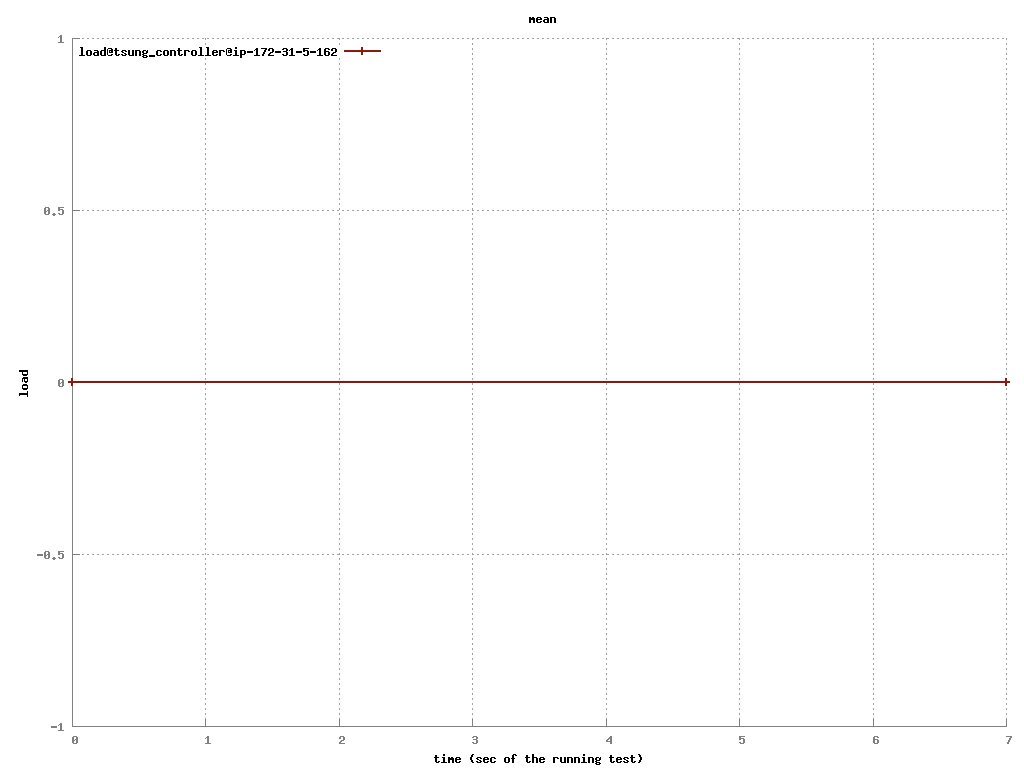 mean
load@tsung_controller@ip-172-31-5-162
1
0.5
0
-0.5
-1
load
0 1 2 3 4 5 6 7
time (sec of the running test)